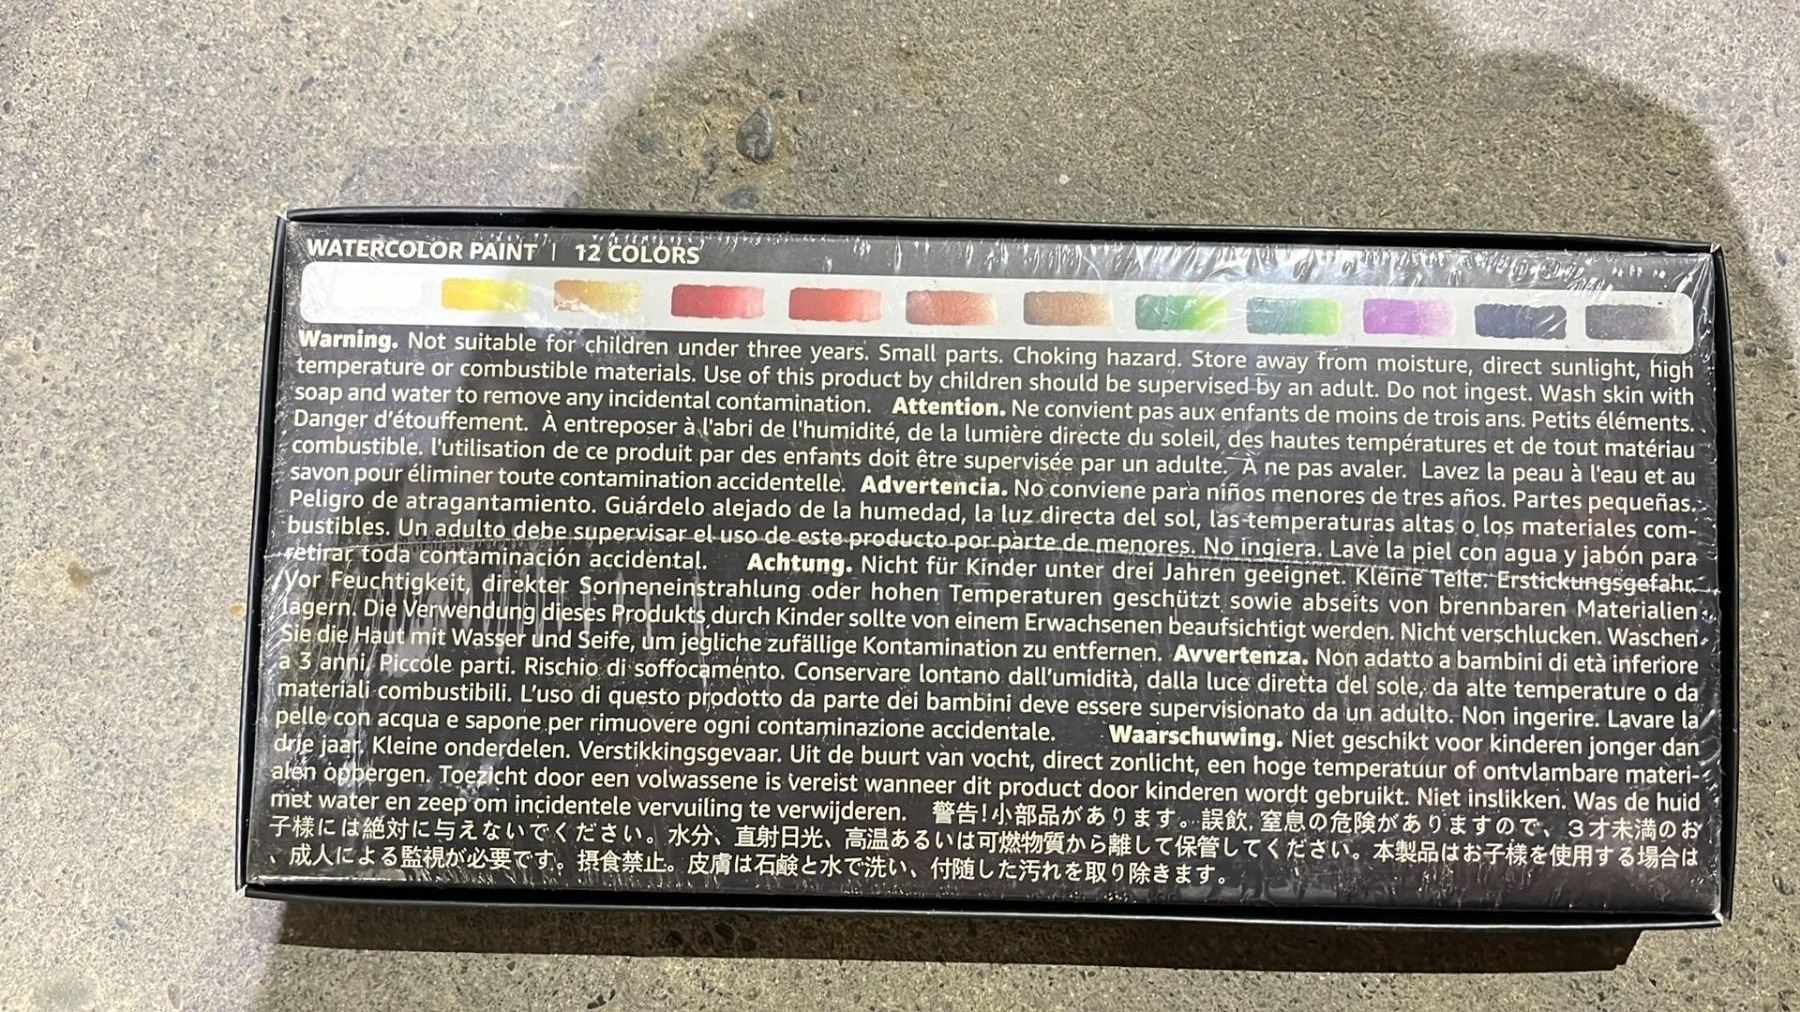 WATERCOLOR PAINT | 12 COLORS
Warning. Not suitable for children under three years. Small parts. Choking hazard. Store away from moisture, direct sunlight, high
temperature or combustible materials. Use of this product by children should be supervised by an adult. Do not ingest. Wash skin with
soap and water to remove any incidental contamination. Attention. Ne convient pas aux enfants de moins de trois ans. Petits éléments.
Danger d'étouffement. À entreposer à l'abri de l'humidité, de la lumière directe du soleil, des hautes températures et de tout matériau
combustible. l'utilisation de ce produit par des enfants doit être supervisée par un adulte. À ne pas avaler. Lavez la peau à l'eau et au
savon pour éliminer toute contamination accidentelle. Advertencia. No conviene para niños menores de tres años. Partes pequeñas.
Peligro de atragantamiento. Guárdelo alejado de la humedad, la luz directa del sol, las temperaturas altas o los materiales com-
bustibles. Un adulto debe supervisar el uso de este producto por parte de menores. No ingiera. Lave la piel con agua y jabón para
retirar toda contaminación accidental. Achtung. Nicht für Kinder unter drei Jahren geeignet. Kleine Teile. Erstickungsgefahr.
Vor Feuchtigkeit, direkter Sonneneinstrahlung oder hohen Temperaturen geschützt sowie abseits von brennbaren Materialien
lagern. Die Verwendung dieses Produkts durch Kinder sollte von einem Erwachsenen beaufsichtigt werden. Nicht verschlucken. Waschen
Sie die Haut mit Wasser und Seife, um jegliche zufällige Kontamination zu entfernen. Avvertenza. Non adatto a bambini di età inferiore
a 3 anni. Piccole parti. Rischio di soffocamento. Conservare lontano dall'umidità, dalla luce diretta del sole, da alte temperature o da
materiali combustibili. L'uso di questo prodotto da parte dei bambini deve essere supervisionato da un adulto. Non ingerire. Lavare la
pelle con acqua e sapone per rimuovere ogni contaminazione accidentale. Waarschuwing. Niet geschikt voor kinderen jonger dan
drie jaar. Kleine onderdelen. Verstikkingsgevaar. Uit de buurt van vocht, direct zonlicht, een hoge temperatuur of ontvlambare materi-
alen opbergen. Toezicht door een volwassene is vereist wanneer dit product door kinderen wordt gebruikt. Niet inslikken. Was de huid
met water en zeep om incidentele vervuiling te verwijderen. 警告!小部品があります。誤飲, 窒息の危険がありますので、3才未満のお
子様には絶対に与えないでください。水分、直射日光、高温あるいは可燃物質から離して保管してください。本製品はお子様を使用する場合は
、成人による監視が必要です。摂食禁止。皮膚は石鹸と水で洗い、付随した汚れを取り除きます。